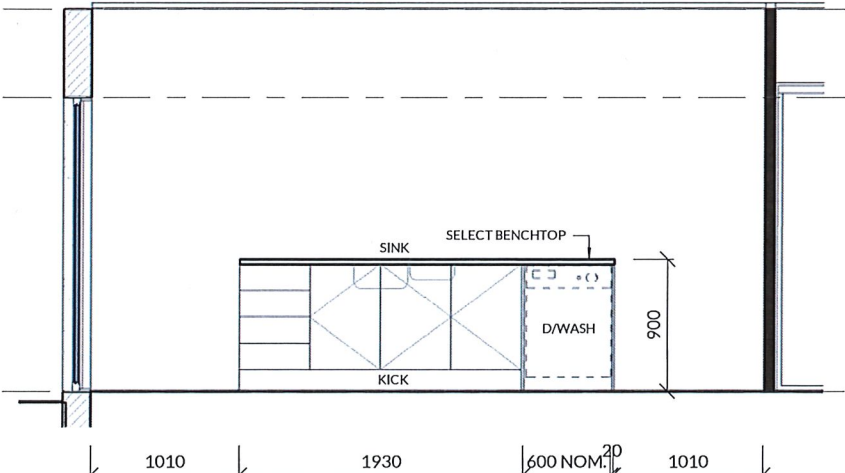 SELECT BENCHTOP
SINK
D/WASH
900
KICK
1010
1930
600 NOM.
20
1010